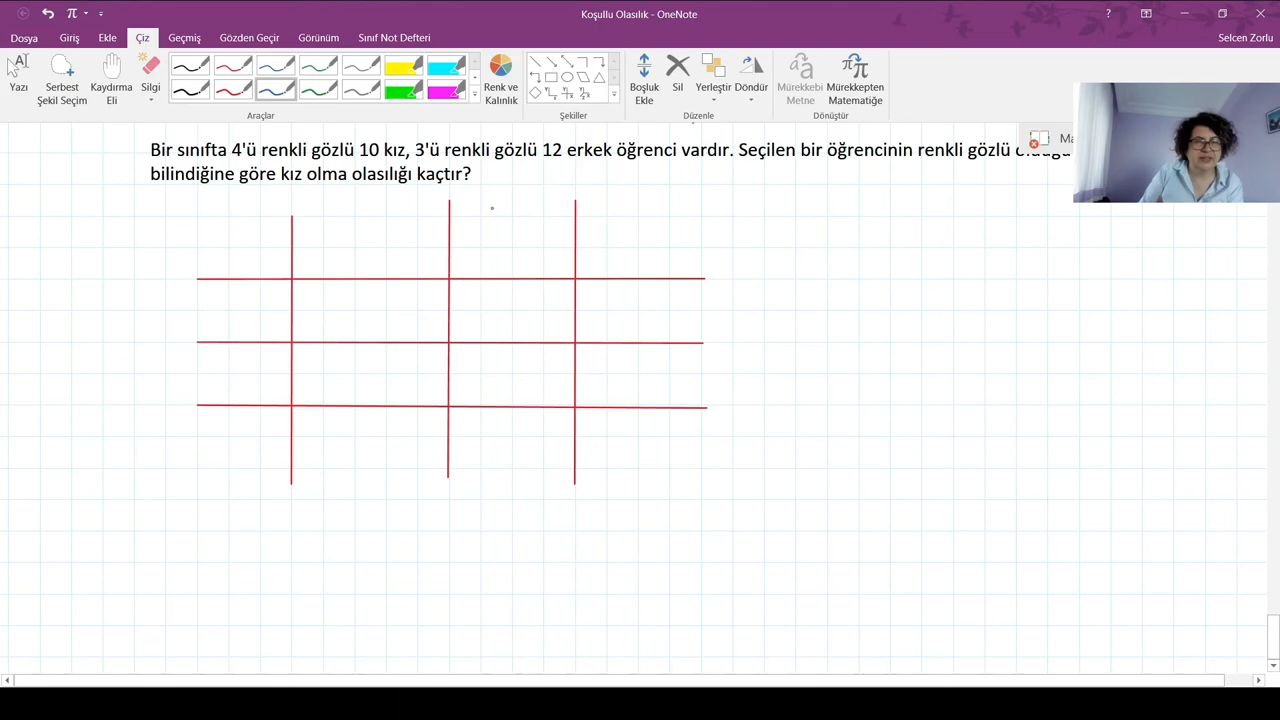 Koşullu Olasılık - OneNote
Dosya Giriş Ekle Çiz Geçmiş Gözden Geçir Görünüm Sınıf Not Defteri Selcen Zorlu
Yazı Serbest Şekil Seçim Kaydırma Eli Silgi Renk ve Kalınlık Boşluk Ekle Sil Yerleştir Döndür Mürekkebi Metne Mürekkepten Matematiğe
Araçlar Şekiller Düzenle Dönüştür
Bir sınıfta 4'ü renkli gözlü 10 kız, 3'ü renkli gözlü 12 erkek öğrenci vardır. Seçilen bir öğrencinin renkli gözlü
bilindiğine göre kız olma olasılığı kaçtır?